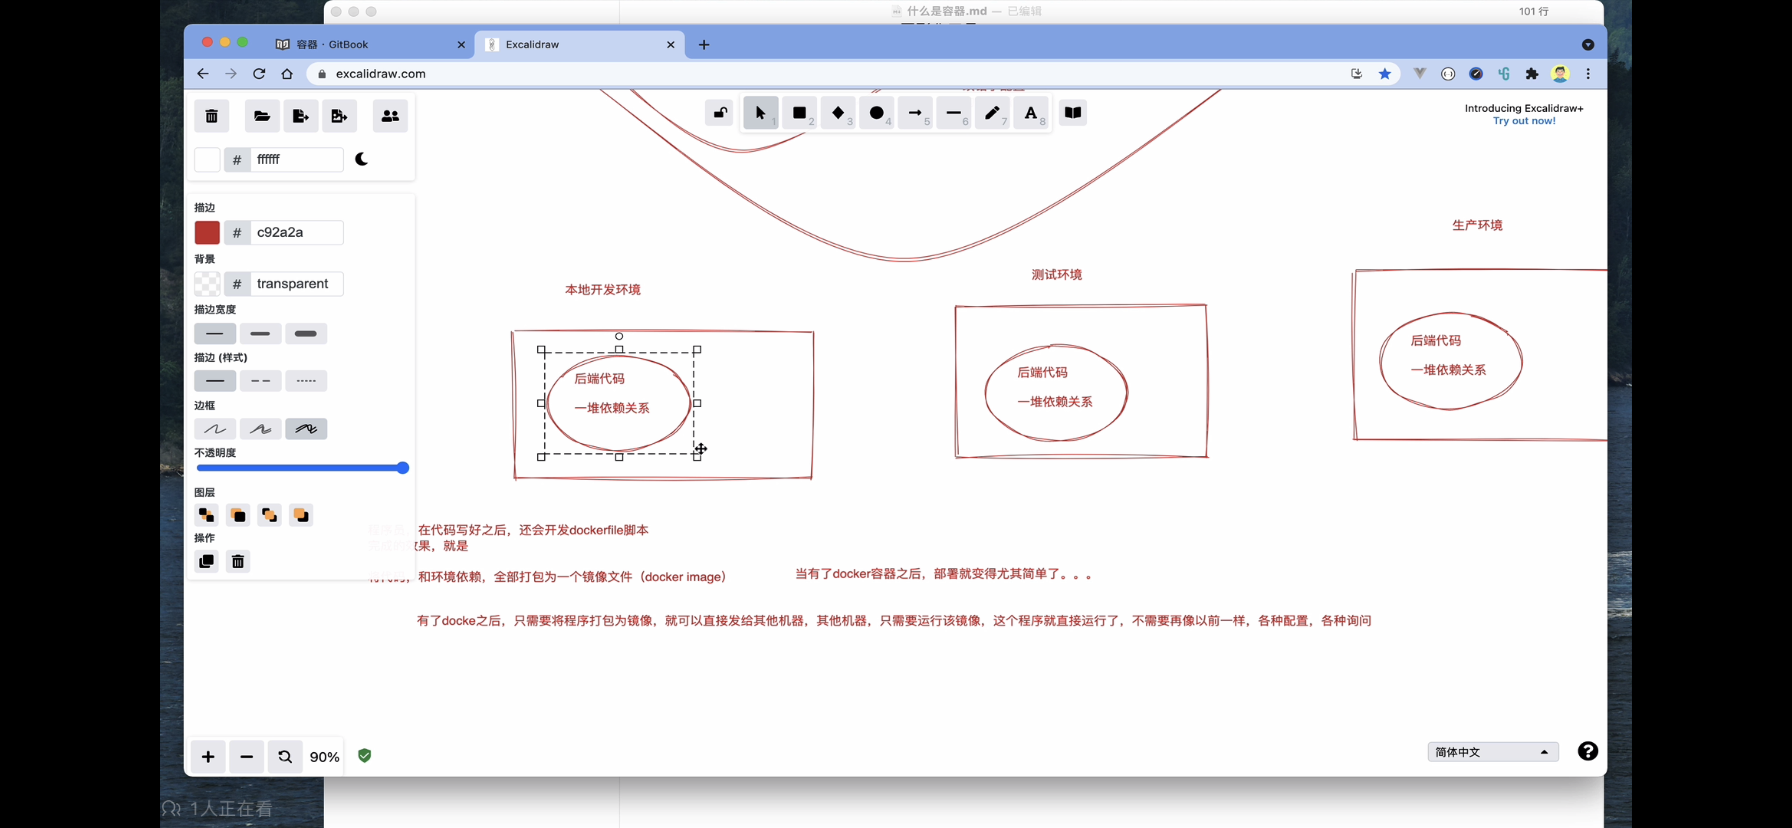 什么是容器.md — 已编辑
101 行
容器 · GitBook
Excalidraw
excalidraw.com
1
2
3
4
5
6
7
A
8
Introducing Excalidraw+
Try out now!
# ffffff
描边
# c92a2a
背景
# transparent
描边宽度
描边 (样式)
边框
不透明度
图层
操作
本地开发环境
后端代码
一堆依赖关系
测试环境
后端代码
一堆依赖关系
生产环境
后端代码
一堆依赖关系
在代码写好之后，还会开发dockerfile脚本
果，就是
和环境依赖，全部打包为一个镜像文件（docker image）
当有了docker容器之后，部署就变得尤其简单了。。。
有了docke之后，只需要将程序打包为镜像，就可以直接发给其他机器，其他机器，只需要运行该镜像，这个程序就直接运行了，不需要再像以前一样，各种配置，各种询问
90%
简体中文
1人正在看